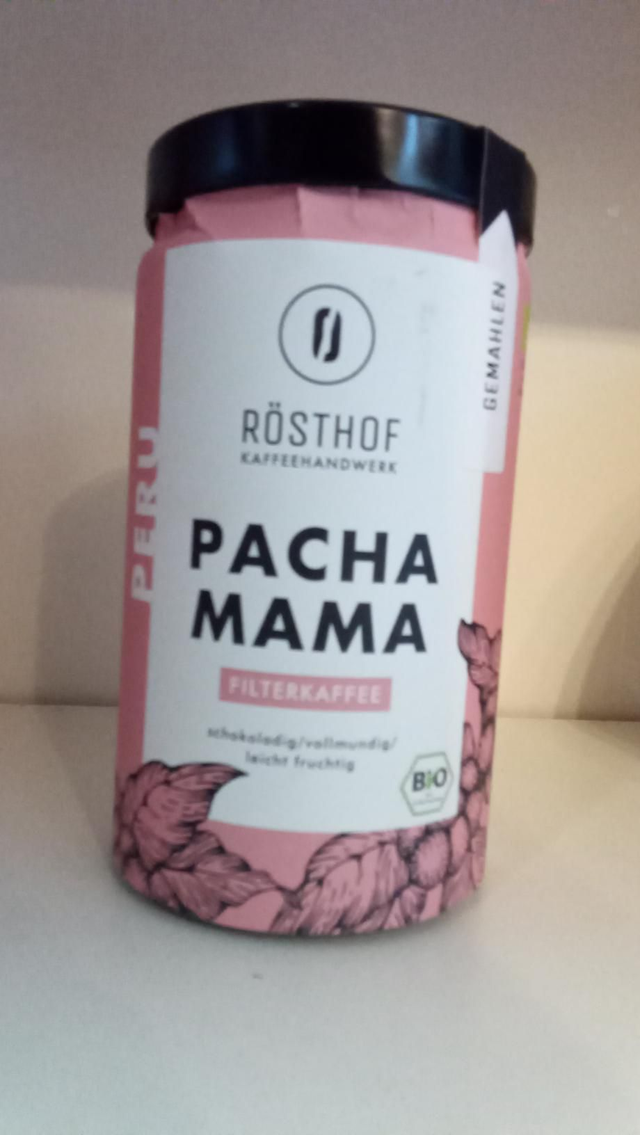 GEMAHLEN
RÖSTHOF
KAFFEEHANDWERK
PERU
PACHA
MAMA
FILTERKAFFEE
schokoladig/vollmundig/
leicht fruchtig
BIO